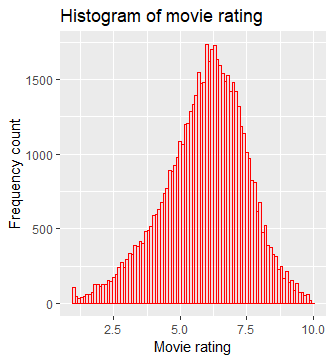 Histogram of movie rating
Frequency count
1500
1000
500
0
2.5 5.0 7.5 10.0
Movie rating